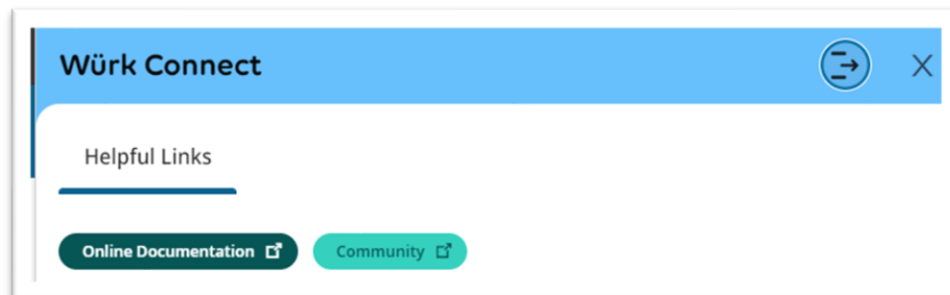 Würk Connect
Helpful Links
Online Documentation
Community